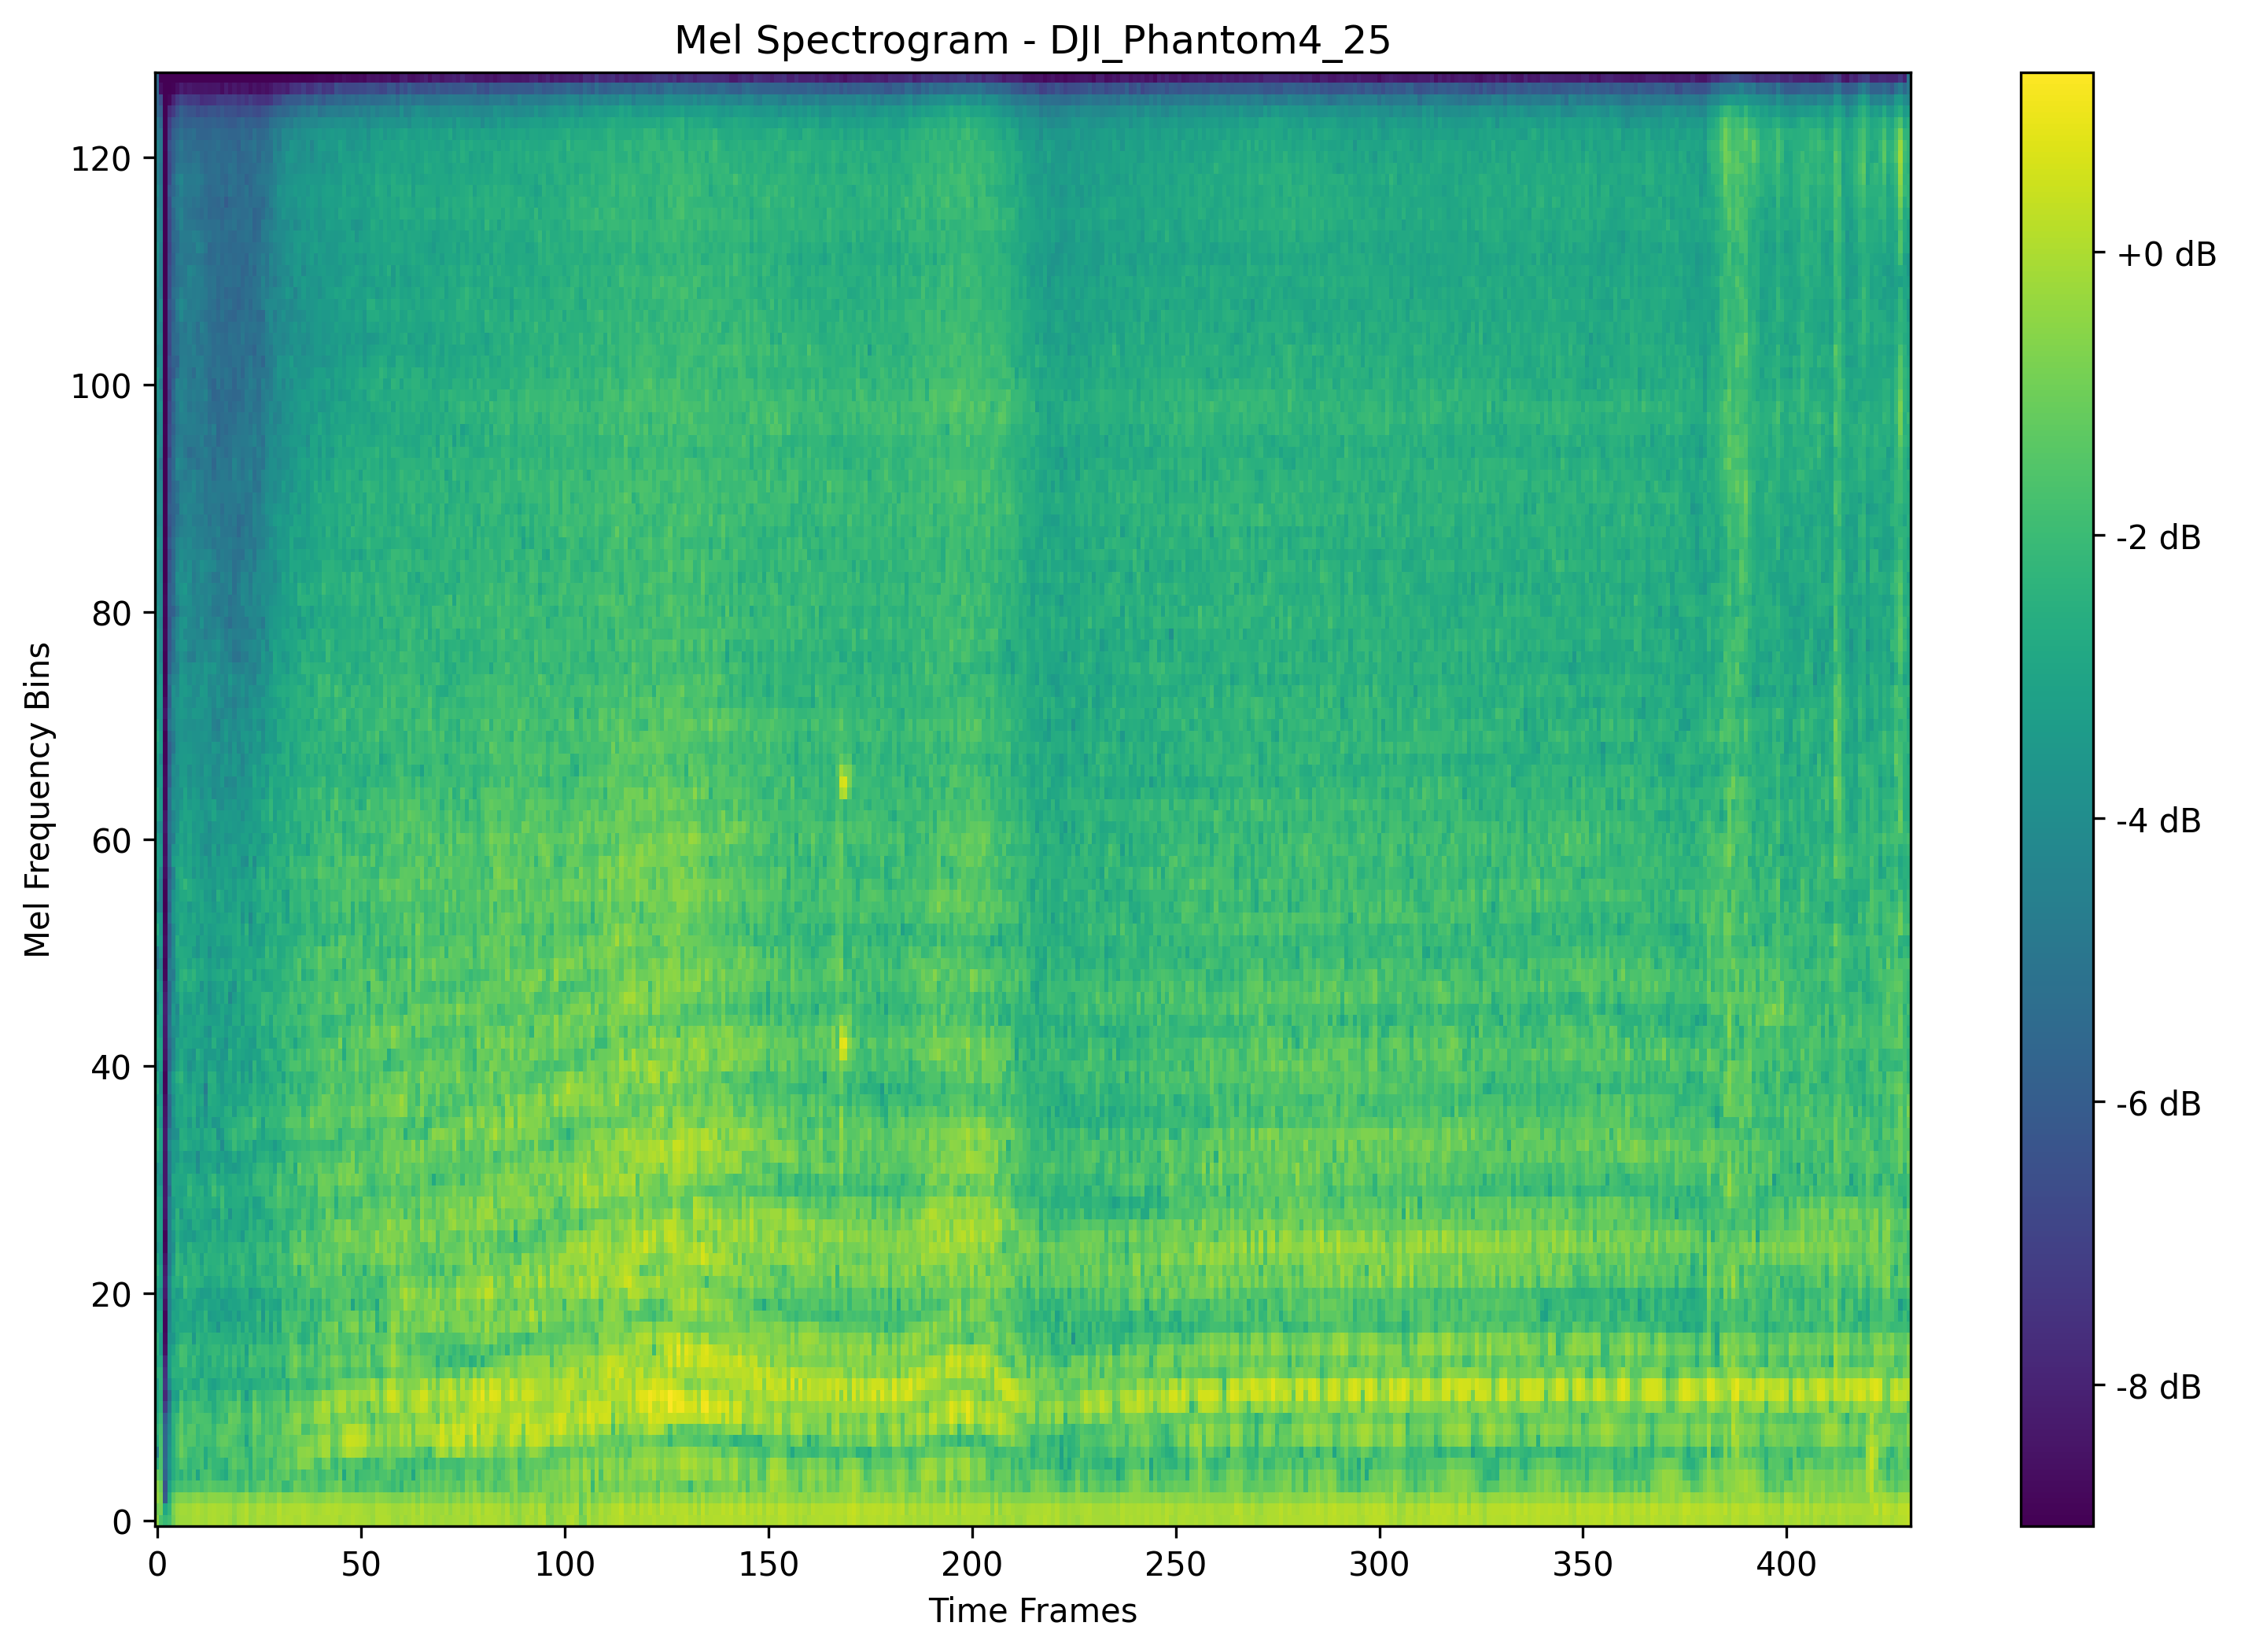 Mel Spectrogram - DJI_Phantom4_25
120
100
80
60
40
20
0
Mel Frequency Bins
0 50 100 150 200 250 300 350 400
Time Frames
+0 dB
-2 dB
-4 dB
-6 dB
-8 dB